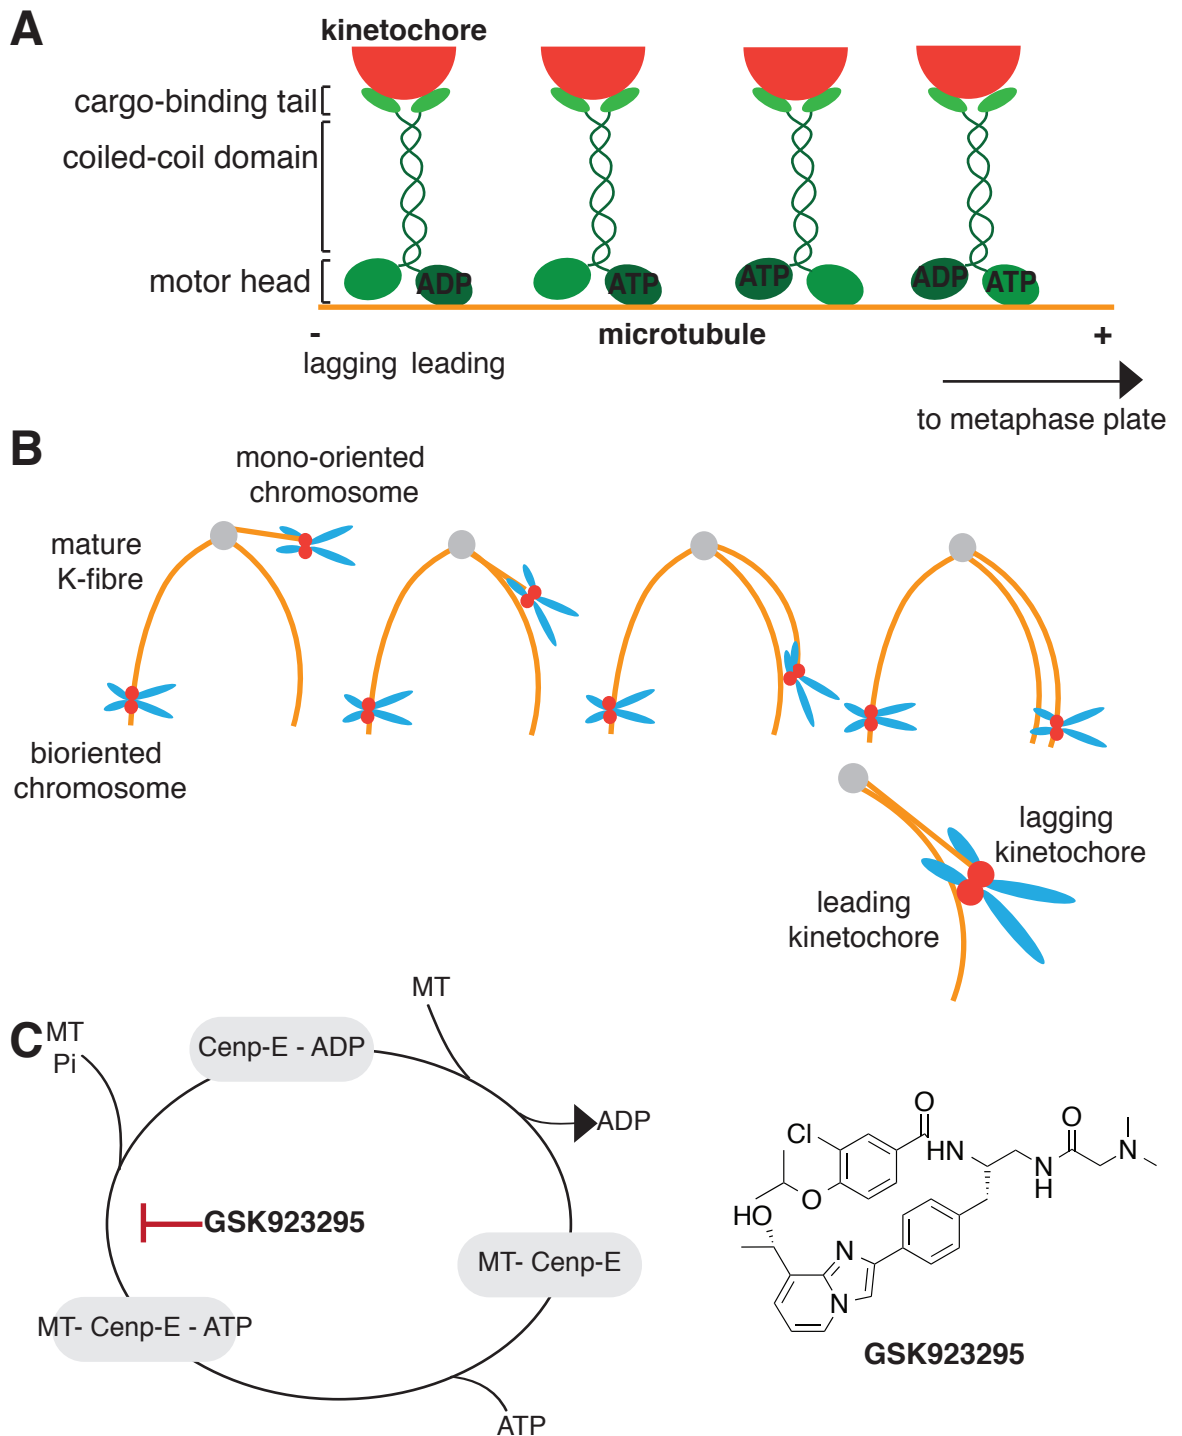 A
kinetochore
cargo-binding tail
coiled-coil domain
motor head
ADP
ATP
ATP
ADP
ATP
-
microtubule
+
lagging leading
to metaphase plate
B
mono-oriented
chromosome
mature
K-fibre
bioriented
chromosome
lagging
kinetochore
leading
kinetochore
C
MT
Pi
Cenp-E - ADP
MT
ADP
GSK923295
MT- Cenp-E
MT- Cenp-E - ATP
ATP
O
O
Cl
HN
N
N
H
O
HO
N
N
GSK923295